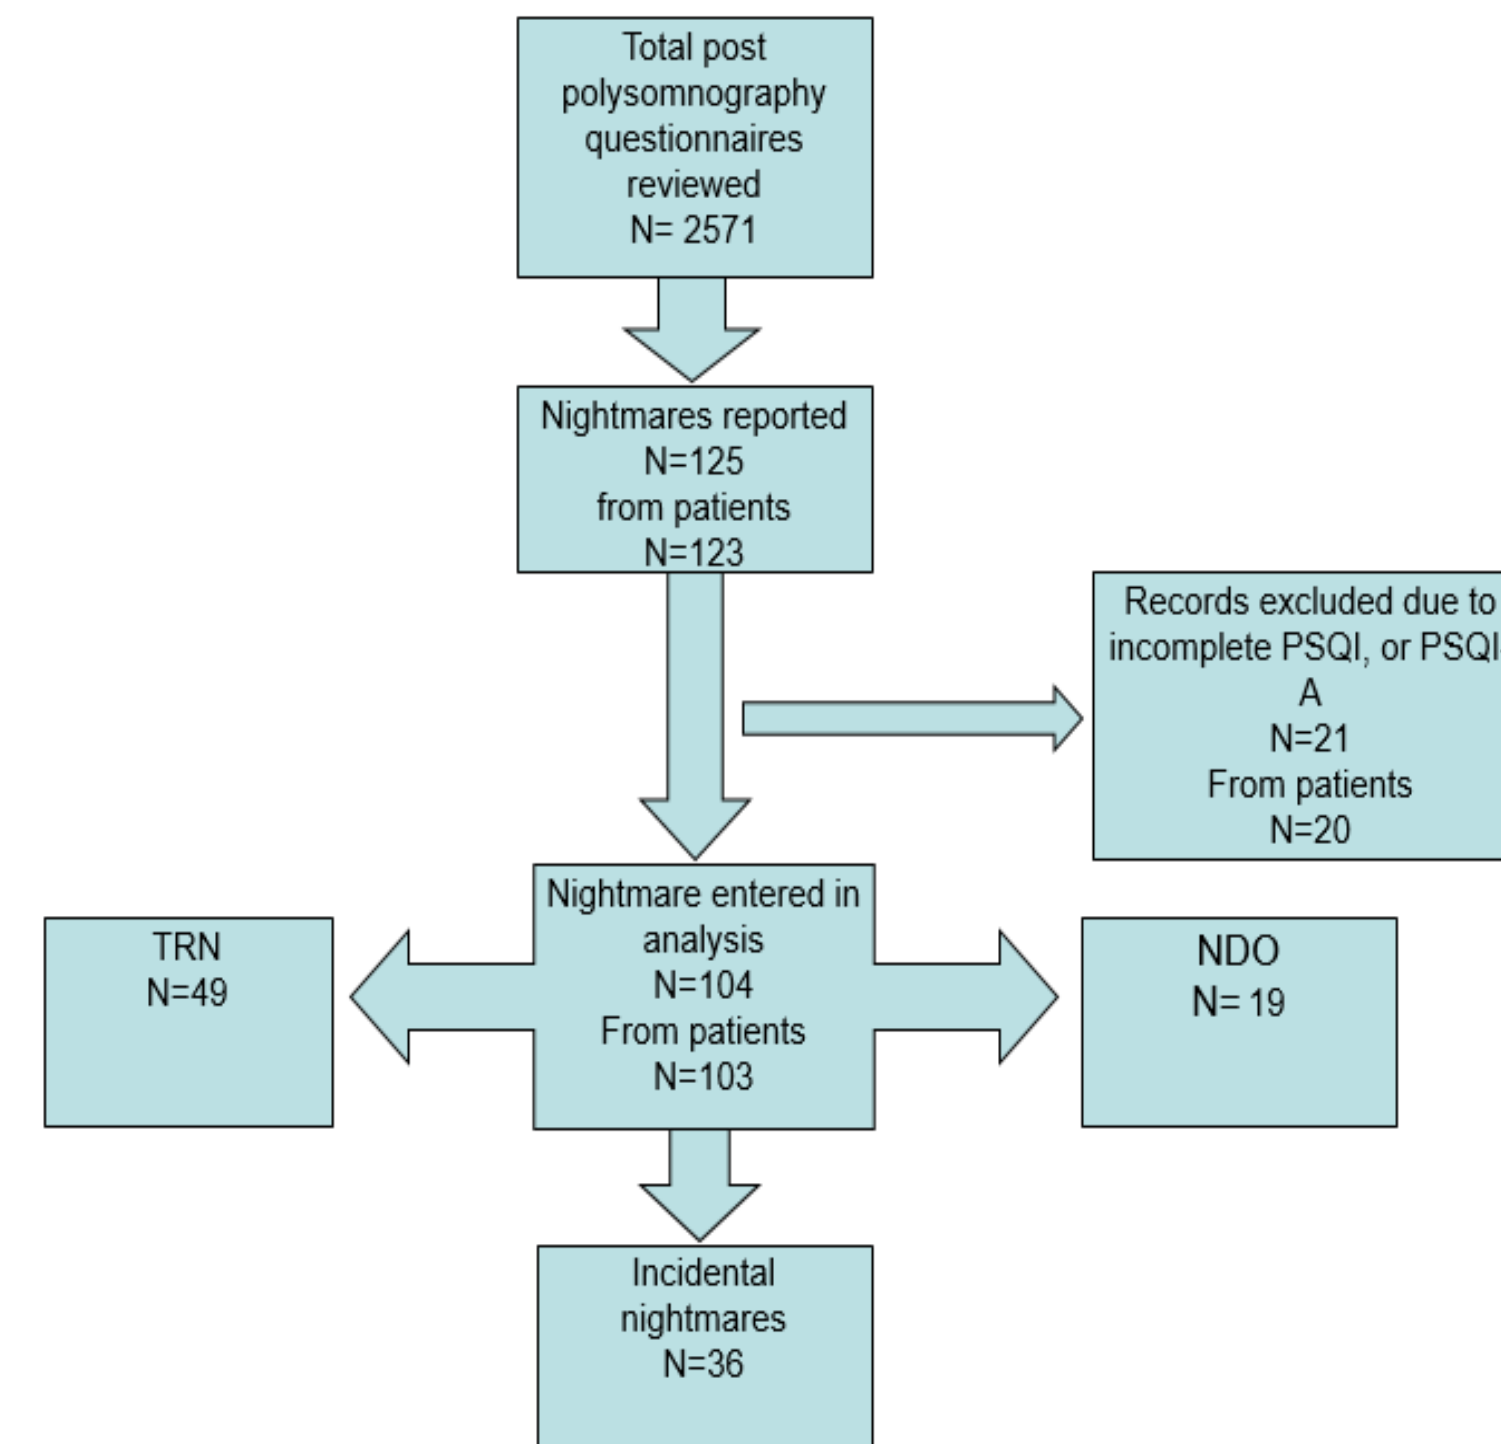 Total post
polysomnography
questionnaires
reviewed
N= 2571
Nightmares reported
N=125
from patients
N=123
Records excluded due to
incomplete PSQI, or PSQI-
A
N=21
From patients
N=20
Nightmare entered in
analysis
N=104
From patients
N=103
TRN
N=49
NDO
N= 19
Incidental
nightmares
N=36